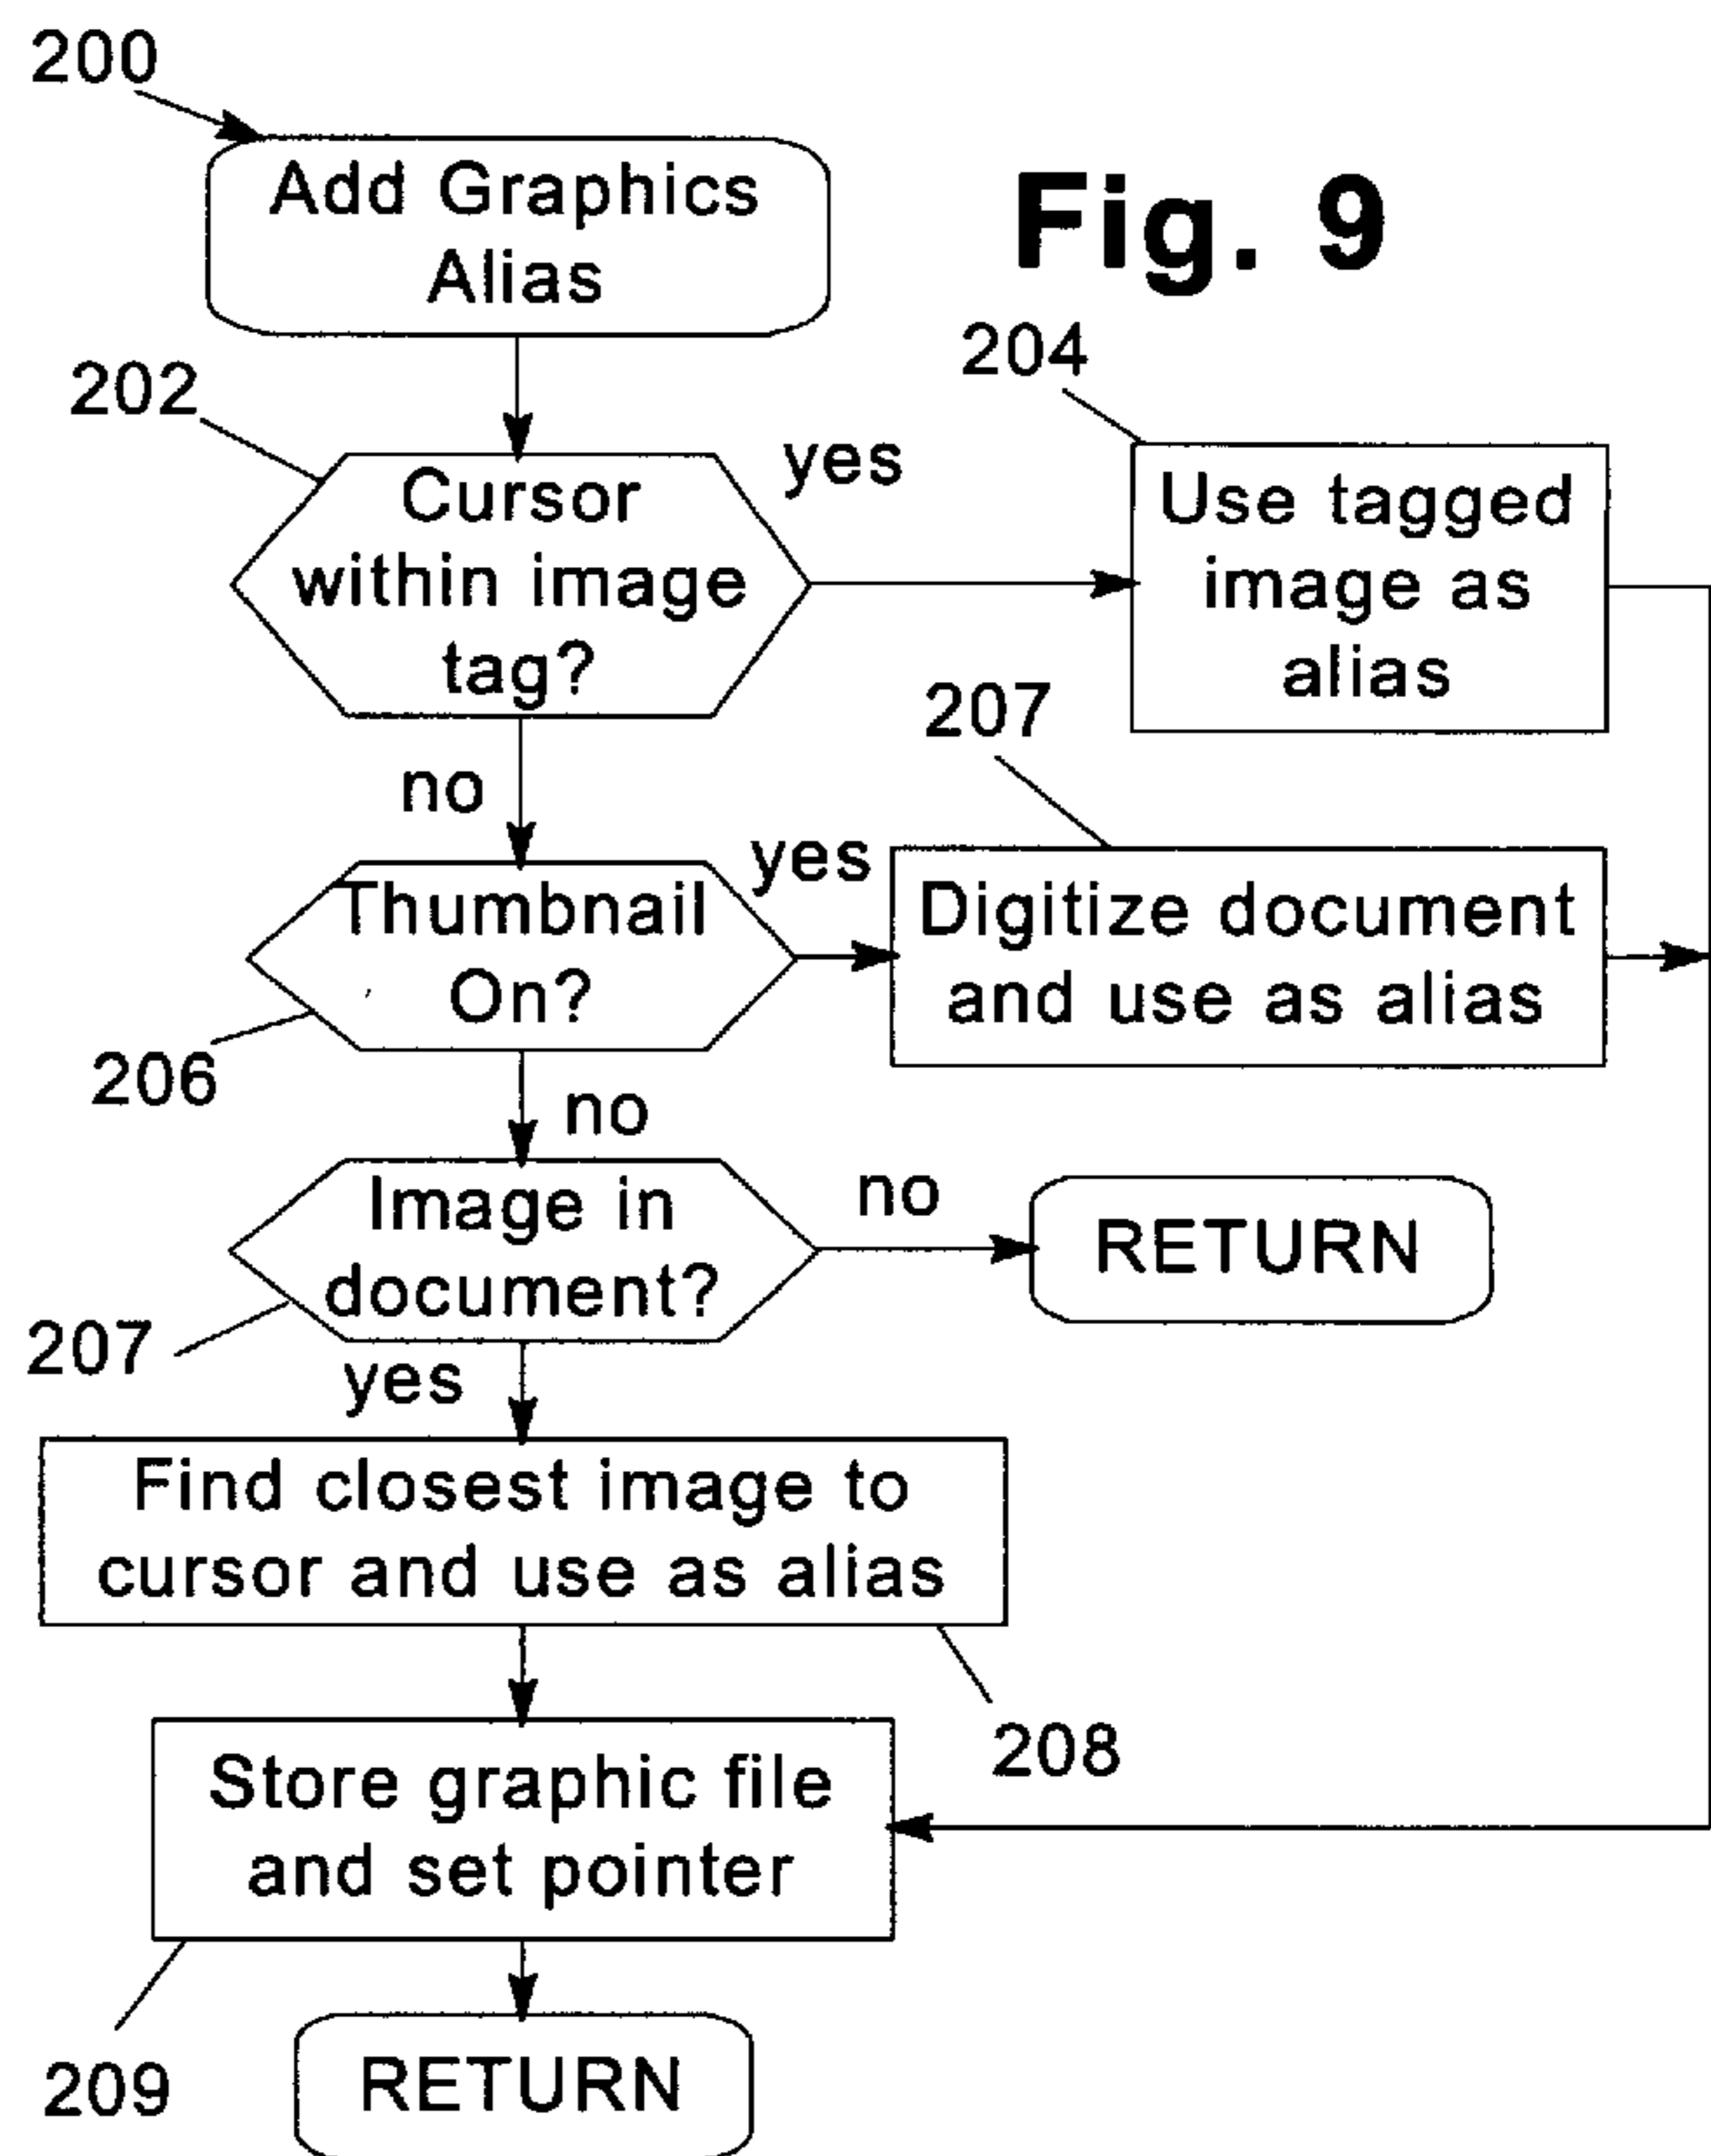 200
Add Graphics
Alias
Fig. 9
202
204
Cursor
within image
tag?
yes
Use tagged
image as
alias
no
207
Thumbnail
On?
yes
Digitize document
and use as alias
206
no
Image in
document?
no
RETURN
207
yes
Find closest image to
cursor and use as alias
208
Store graphic file
and set pointer
209
RETURN